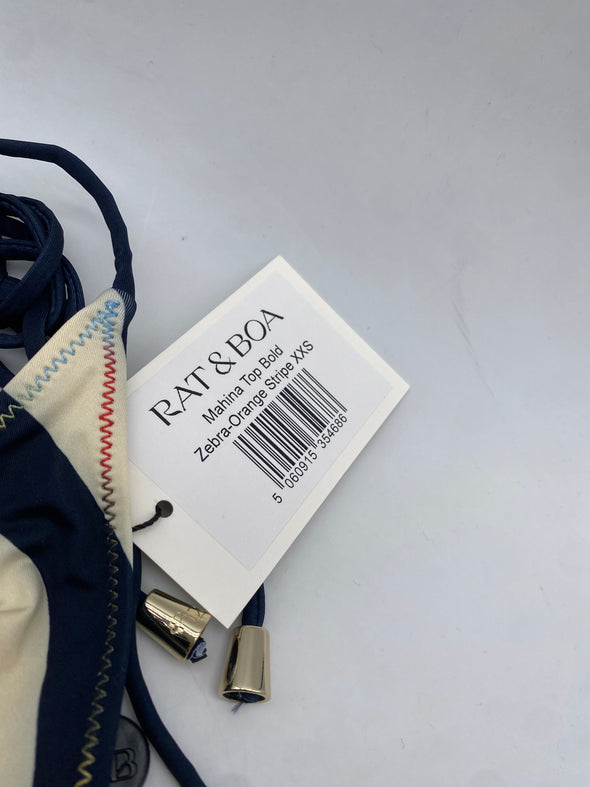 RAT & BOA
Mahina Top Bold
Zebra-Orange Stripe XXS
5 060915 354686
B